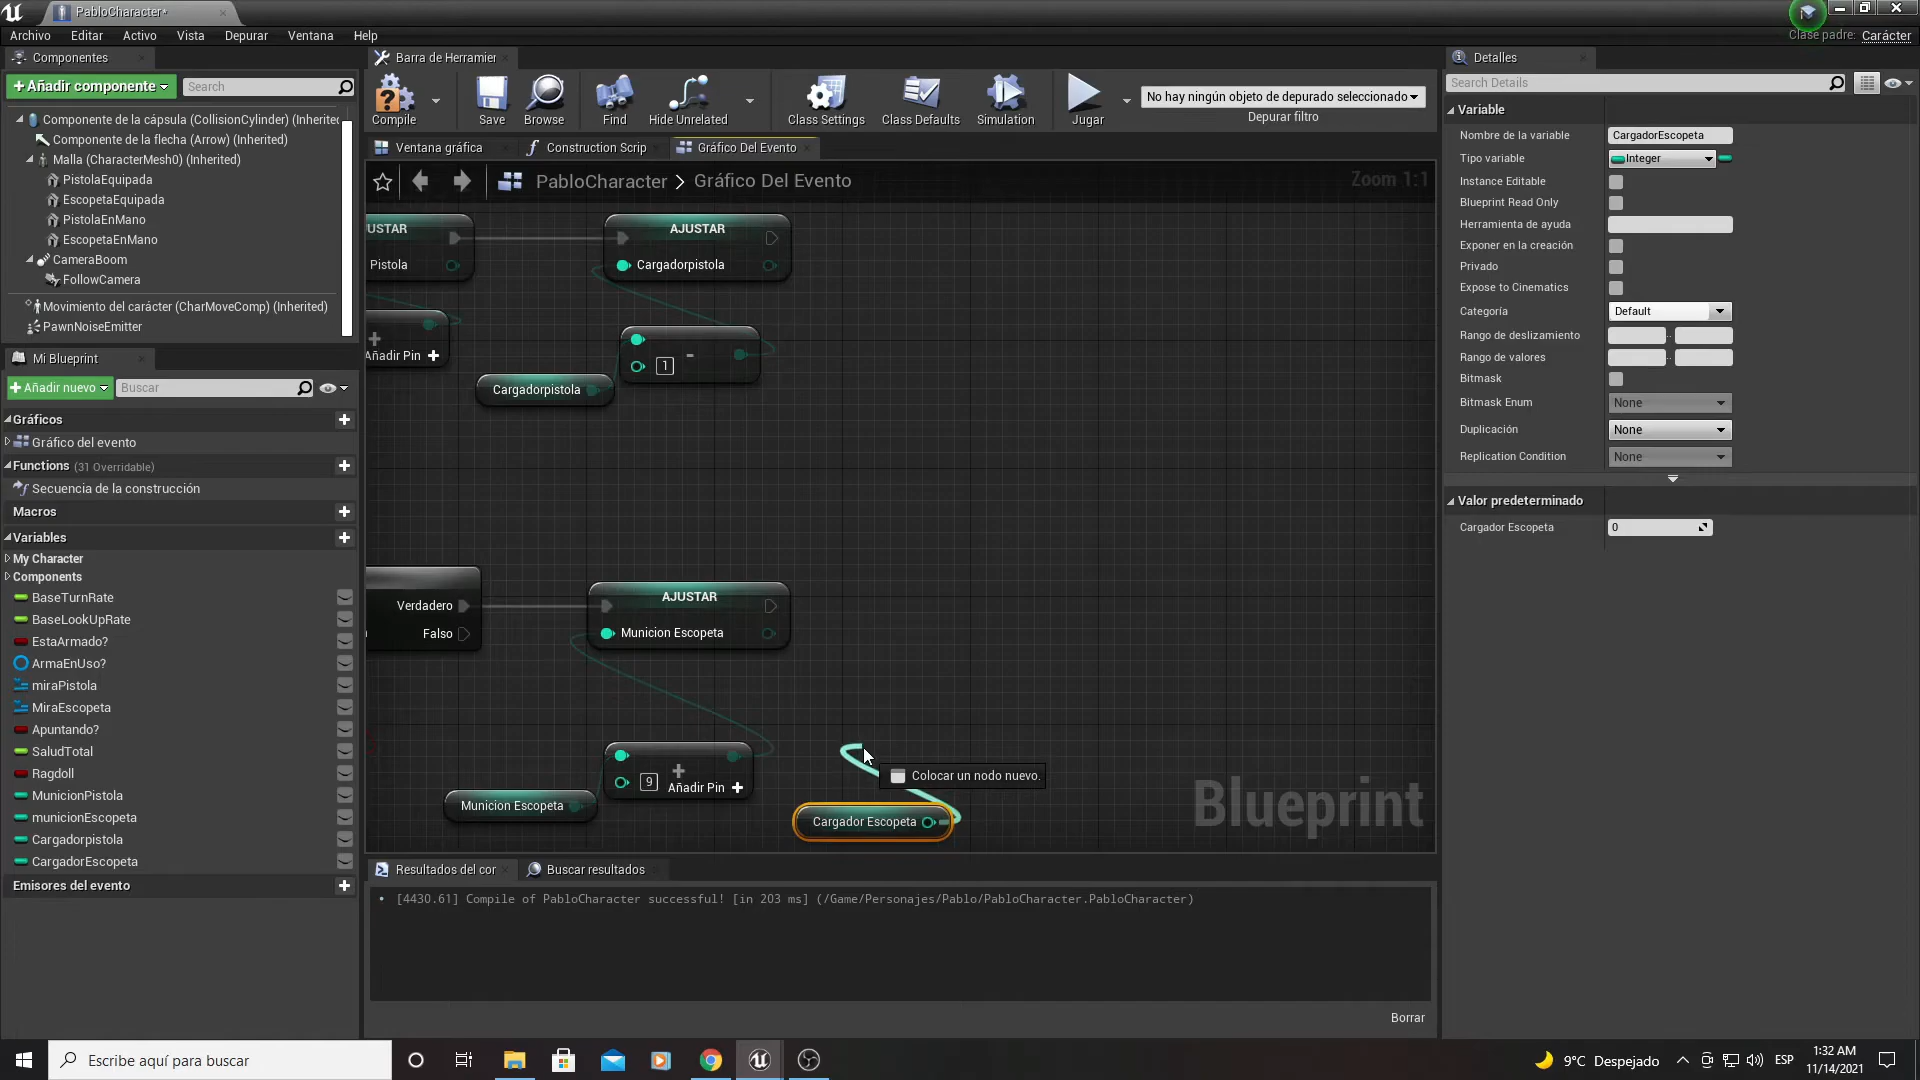 PabloCharacter*
Archivo Editar Activo Vista Depurar Ventana Help
Clase padre: Carácter
Componentes
+Añadir componente
Search
Componente de la cápsula (CollisionCylinder) (Inherite
Componente de la flecha (Arrow) (Inherited)
Malla (CharacterMesh0) (Inherited)
PistolaEquipada
EscopetaEquipada
PistolaEnMano
EscopetaEnMano
CameraBoom
FollowCamera
Movimiento del carácter (CharMoveComp) (Inherited)
PawnNoiseEmitter
Mi Blueprint
+Añadir nuevo
Buscar
Gráficos
Gráfico del evento
Functions (31 Overridable)
Secuencia de la construcción
Macros
Variables
My Character
Components
BaseTurnRate
BaseLookUpRate
EstaArmado?
ArmaEnUso?
miraPistola
MiraEscopeta
Apuntando?
SaludTotal
Ragdoll
MunicionPistola
municionEscopeta
Cargadorpistola
CargadorEscopeta
Emisores del evento
Barra de Herramier
Compile
Save
Browse
Find
Hide Unrelated
Class Settings
Class Defaults
Simulation
Jugar
No hay ningún objeto de depurado seleccionado
Depurar filtro
Ventana gráfica
Construction Scrip
Gráfico Del Evento
PabloCharacter > Gráfico Del Evento
Zoom 1:1
JUSTAR
Pistola
AJUSTAR
Cargadorpistola
Añadir Pin +
1
Cargadorpistola
Verdadero
Falso
AJUSTAR
Municion Escopeta
9
Añadir Pin +
Municion Escopeta
Colocar un nodo nuevo.
Cargador Escopeta
Blueprint
Resultados del cor
Buscar resultados
[4430.61] Compile of PabloCharacter successful! [in 203 ms] (/Game/Personajes/Pablo/PabloCharacter.PabloCharacter)
Borrar
Detalles
Search Details
Variable
Nombre de la variable CargadorEscopeta
Tipo variable Integer
Instance Editable
Blueprint Read Only
Herramienta de ayuda
Exponer en la creación
Privado
Expose to Cinematics
Categoría Default
Rango de deslizamiento
Rango de valores
Bitmask
Bitmask Enum None
Duplicación None
Replication Condition None
Valor predeterminado
Cargador Escopeta 0
Escribe aquí para buscar
9°C Despejado
ESP
1:32 AM
11/14/2021